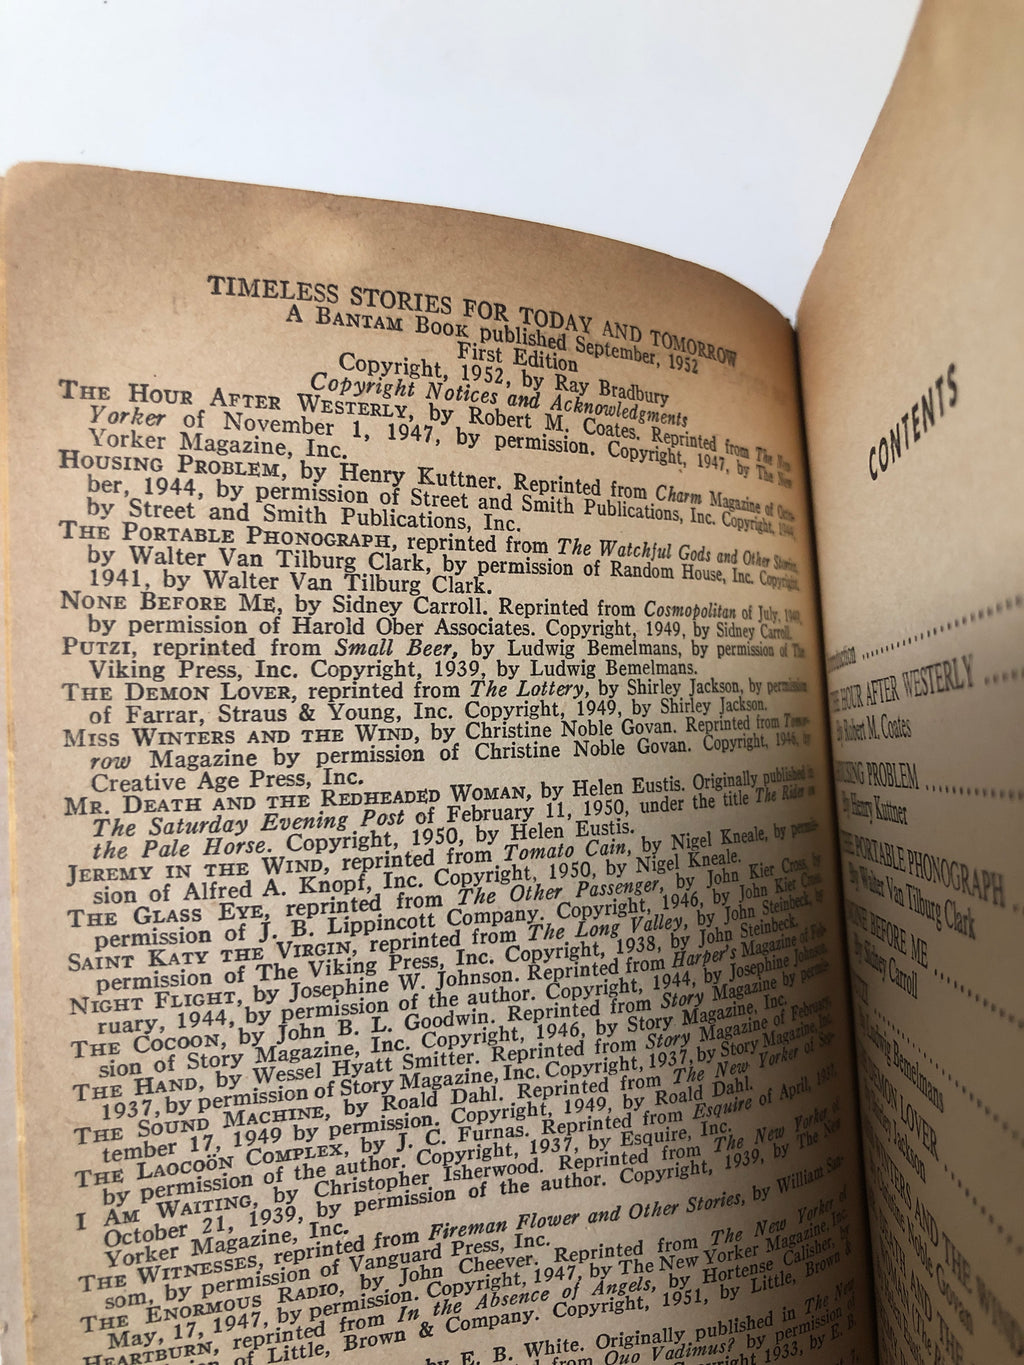 TIMELESS STORIES FOR TODAY AND TOMORROW
A BANTAM BOOK published September, 1952
First Edition
Copyright, 1952, by Ray Bradbury
Copyright Notices and Acknowledgments
THE HOUR AFTER WESTERLY, by Robert M. Coates. Reprinted from The New
Yorker of November 1, 1947, by permission. Copyright, 1947, by The New
Yorker Magazine, Inc.
HOUSING PROBLEM, by Henry Kuttner. Reprinted from Charm Magazine of Octo-
ber, 1944, by permission of Street and Smith Publications, Inc. Copyright, 1944,
by Street and Smith Publications, Inc.
THE PORTABLE PHONOGRAPH, reprinted from The Watchful Gods and Other Stories,
by Walter Van Tilburg Clark, by permission of Random House, Inc. Copyright,
1941, by Walter Van Tilburg Clark.
NONE BEFORE ME, by Sidney Carroll. Reprinted from Cosmopolitan of July, 1949,
by permission of Harold Ober Associates. Copyright, 1949, by Sidney Carroll.
PUTZI, reprinted from Small Beer, by Ludwig Bemelmans, by permission of The
Viking Press, Inc. Copyright, 1939, by Ludwig Bemelmans.
THE DEMON LOVER, reprinted from The Lottery, by Shirley Jackson, by permission
of Farrar, Straus & Young, Inc. Copyright, 1949, by Shirley Jackson.
MISS WINTERS AND THE WIND, by Christine Noble Govan. Reprinted from Tomor-
row Magazine by permission of Christine Noble Govan. Copyright, 1946, by
Creative Age Press, Inc.
MR. DEATH AND THE REDHEADED WOMAN, by Helen Eustis. Originally published in
The Saturday Evening Post of February 11, 1950, under the title The Rider on
the Pale Horse. Copyright, 1950, by Helen Eustis.
JEREMY IN THE WIND, reprinted from Tomato Cain, by Nigel Kneale, by permis-
sion of Alfred A. Knopf, Inc. Copyright, 1950, by Nigel Kneale.
THE GLASS EYE, reprinted from The Other Passenger, by John Kier Cross, by
permission of J. B. Lippincott Company. Copyright, 1946, by John Kier Cross.
SAINT KATY THE VIRGIN, reprinted from The Long Valley, by John Steinbeck, by
permission of The Viking Press, Inc. Copyright, 1938, by John Steinbeck.
NIGHT FLIGHT, by Josephine W. Johnson. Reprinted from Harper's Magazine of Feb-
ruary, 1944, by permission of the author. Copyright, 1944, by Josephine Johnson.
THE COCOON, by John B. L. Goodwin. Reprinted from Story Magazine by permis-
sion of Story Magazine, Inc. Copyright, 1946, by Story Magazine, Inc.
THE HAND, by Wessel Hyatt Smitter. Reprinted from Story Magazine of February,
1937, by permission of Story Magazine, Inc. Copyright, 1937, by Story Magazine, Inc.
THE SOUND MACHINE, by Roald Dahl. Reprinted from The New Yorker of Sep-
tember 17, 1949 by permission. Copyright, 1949, by Roald Dahl.
THE LAOCOÖN COMPLEX, by J. C. Furnas. Reprinted from Esquire of April, 1937,
by permission of the author. Copyright, 1937, by Esquire, Inc.
I AM WAITING, by Christopher Isherwood. Reprinted from The New Yorker of
October 21, 1939, by permission of the author. Copyright, 1939, by The New
Yorker Magazine, Inc.
THE WITNESSES, reprinted from Fireman Flower and Other Stories, by William San-
som, by permission of Vanguard Press, Inc.
THE ENORMOUS RADIO, by John Cheever. Reprinted from The New Yorker of
May, 17, 1947, by permission. Copyright, 1947, by The New Yorker Magazine, Inc.
HEARTBURN, reprinted from In the Absence of Angels, by Hortense Calisher, by
of Little, Brown & Company. Copyright, 1951, by Little, Brown &
by E. B. White. Originally published in The New
from Quo Vadimus? by permission of
Copyright 1933, by E. B.
CONTENTS
THE HOUR AFTER WESTERLY
By Robert M. Coates
HOUSING PROBLEM
By Henry Kuttner
THE PORTABLE PHONOGRAPH
By Walter Van Tilburg Clark
NONE BEFORE ME
By Sidney Carroll
Ludwig Bemelmans
DEMON LOVER
Shirley Jackson
WINTERS AND THE WIND
Christine Noble Govan
DEATH AND THE